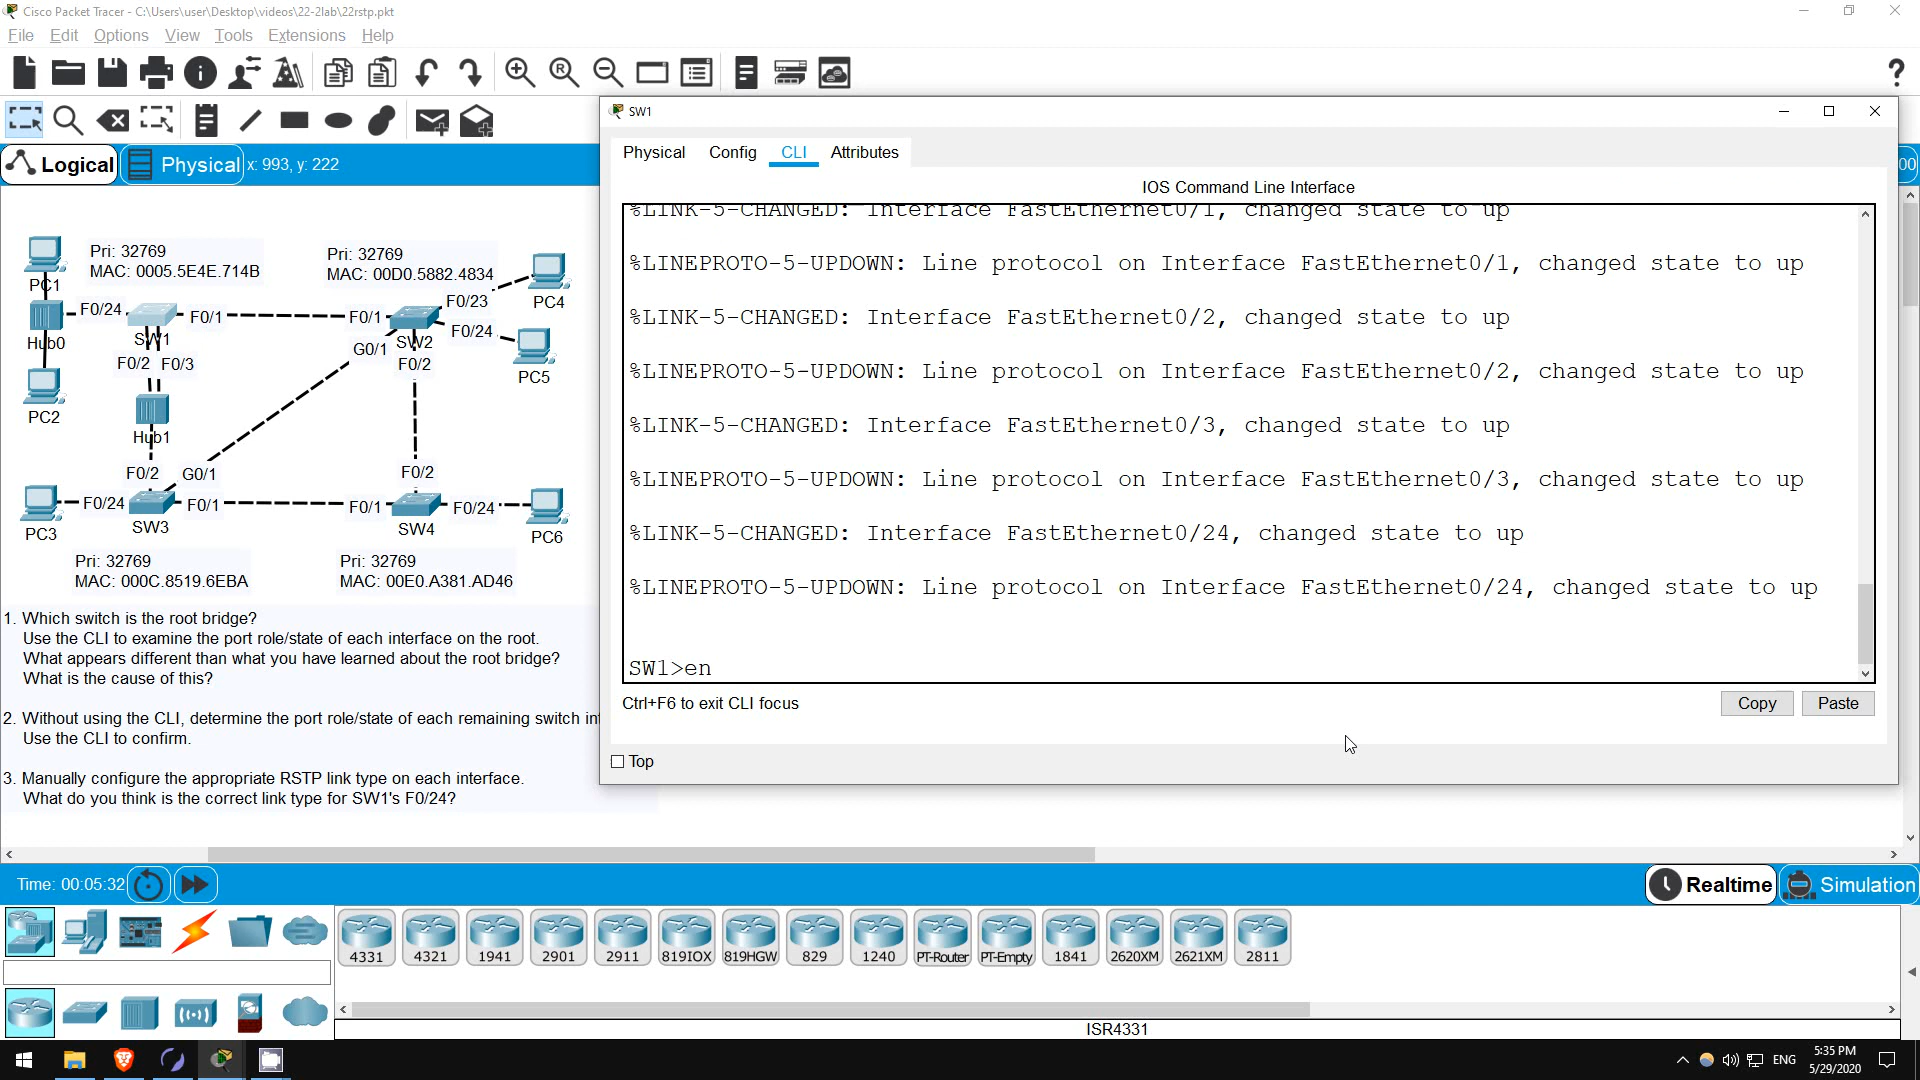 Cisco Packet Tracer - C:\Users\user\Desktop\videos\22-2lab\22rstp.pkt
File Edit Options View Tools Extensions Help
SW1
Physical Config CLI Attributes
Logical Physical x: 993, y: 222
00
IOS Command Line Interface
%LINK-5-CHANGED: Interface FastEthernet0/1, changed state to up
%LINEPROTO-5-UPDOWN: Line protocol on Interface FastEthernet0/1, changed state to up
%LINK-5-CHANGED: Interface FastEthernet0/2, changed state to up
%LINEPROTO-5-UPDOWN: Line protocol on Interface FastEthernet0/2, changed state to up
%LINK-5-CHANGED: Interface FastEthernet0/3, changed state to up
%LINEPROTO-5-UPDOWN: Line protocol on Interface FastEthernet0/3, changed state to up
%LINK-5-CHANGED: Interface FastEthernet0/24, changed state to up
%LINEPROTO-5-UPDOWN: Line protocol on Interface FastEthernet0/24, changed state to up
SW1>en
Ctrl+F6 to exit CLI focus
Copy Paste
Top
Pri: 32769
MAC: 0005.5E4E.714B
Pri: 32769
MAC: 00D0.5882.4834
PC1
PC4
F0/24 F0/1 F0/1 F0/23
F0/24
Hub0 SW1 SW2
G0/1
F0/2 F0/3 F0/2
PC5
PC2
Hub1
F0/2 G0/1 F0/2
F0/24 F0/1 F0/1 F0/24
PC3 SW3 SW4 PC6
Pri: 32769
MAC: 000C.8519.6EBA
Pri: 32769
MAC: 00E0.A381.AD46
1. Which switch is the root bridge?
Use the CLI to examine the port role/state of each interface on the root.
What appears different than what you have learned about the root bridge?
What is the cause of this?
2. Without using the CLI, determine the port role/state of each remaining switch int
Use the CLI to confirm.
3. Manually configure the appropriate RSTP link type on each interface.
What do you think is the correct link type for SW1's F0/24?
Time: 00:05:32
Realtime Simulation
4331 4321 1941 2901 2911 819IOX 819HGW 829 1240 PT-Router PT-Empty 1841 2620XM 2621XM 2811
ISR4331
ENG
5:35 PM
5/29/2020